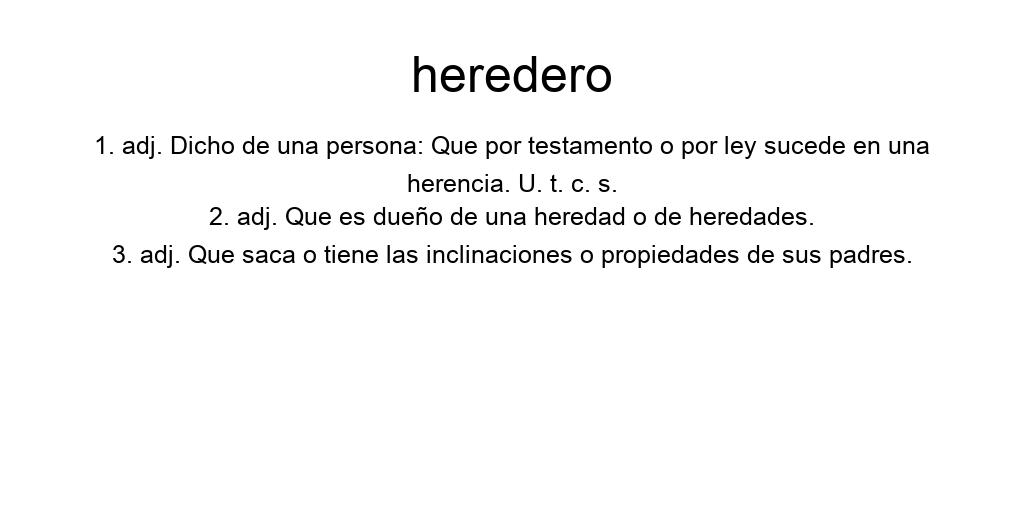 heredero
1. adj. Dicho de una persona: Que por testamento o por ley sucede en una
herencia. U. t. c. s.
2. adj. Que es dueño de una heredad o de heredades.
3. adj. Que saca o tiene las inclinaciones o propiedades de sus padres.